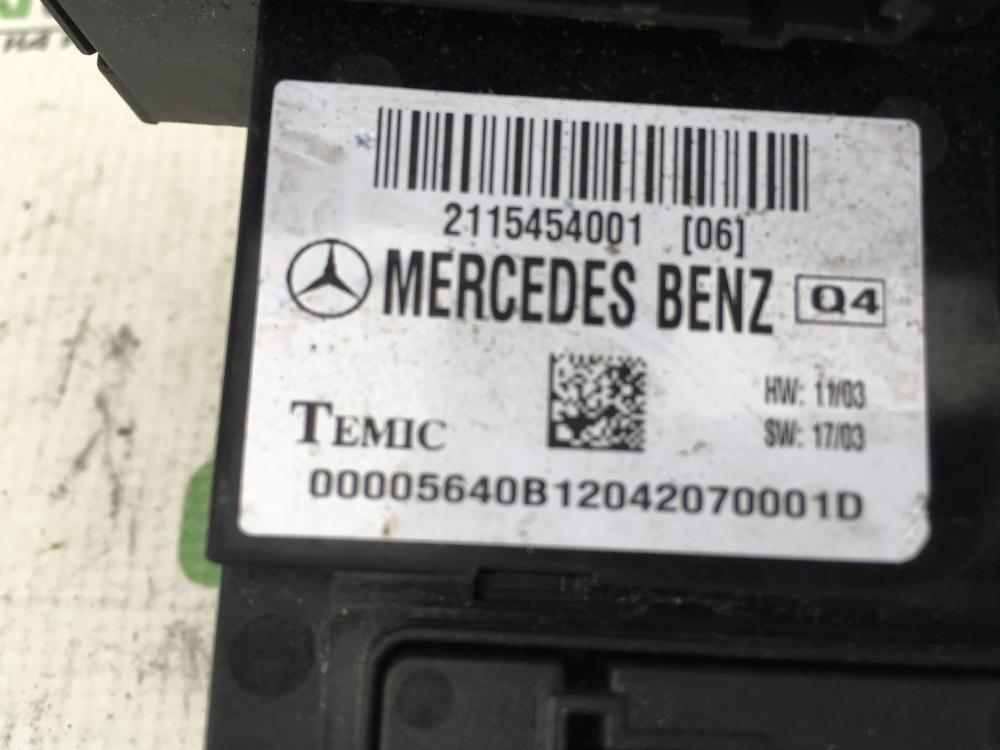 2115454001 [06]
MERCEDES BENZ Q4
HW: 11/03
TEMIC
SW: 17/03
00005640B12042070001D